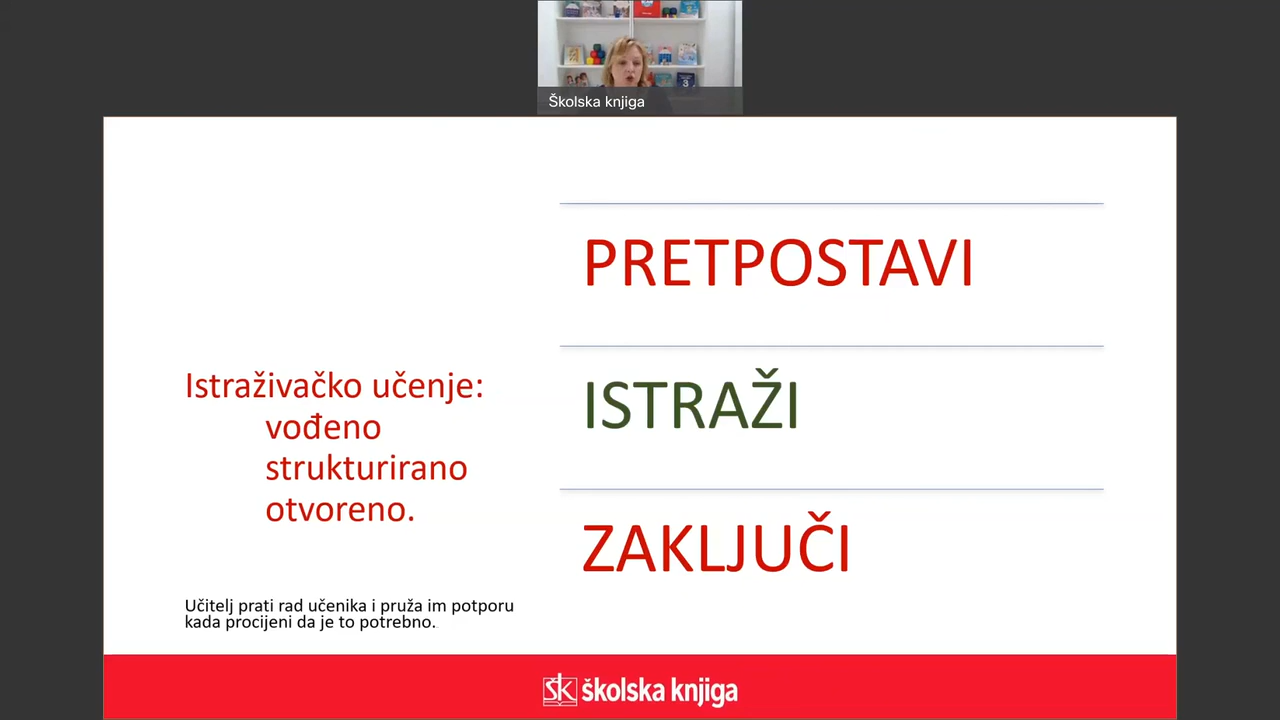 Školska knjiga
PRETPOSTAVI
ISTRAŽI
ZAKLJUČI
Istraživačko učenje:
vođeno
strukturirano
otvoreno.
Učitelj prati rad učenika i pruža im potporu
kada procijeni da je to potrebno.
ŠK školska knjiga